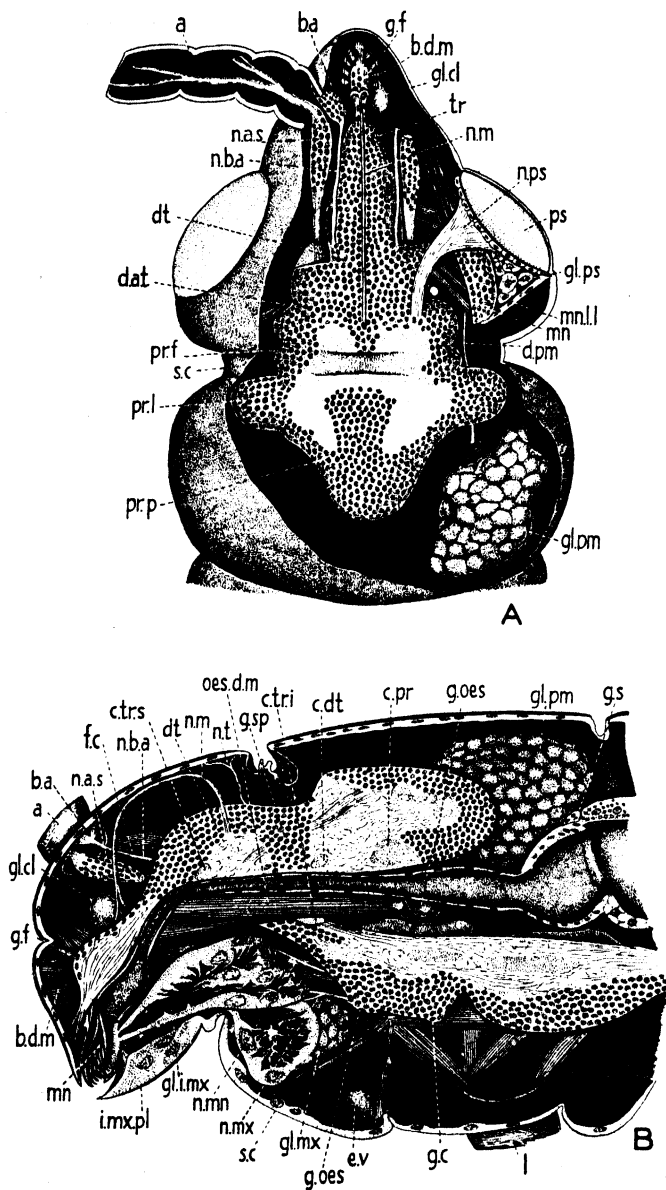 a
b.a
g.f
b.d.m
gl.cl
tr
n.m
n.a.s
n.b.a
n.ps
ps
dt
gl.ps
d.at
mn.l.l
mn
d.pm
pr.f
s.c
pr.l
pr.p
gl.pm
A
oes.d.m
c.tr.i
c.dt
c.pr
g.oes
gl.pm
g.s
c.tr.s
dt
n.m
n.t
g.sp
f.c
n.b.a
n.a.s
b.a
a
gl.cl
g.f
b.d.m
mn
i.mx.pl
gl.i.mx
n.mn
n.mx
s.c
gl.mx
g.oes
e.v
g.c
l
B